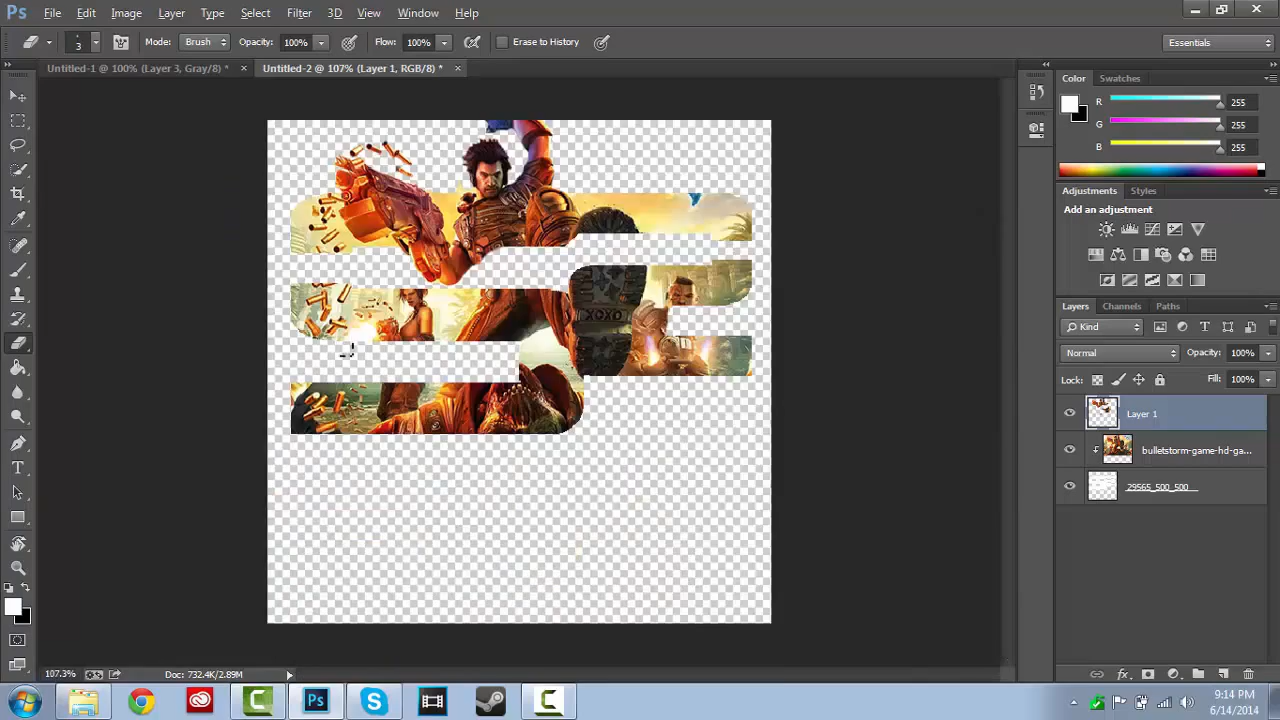 Ps File Edit Image Layer Type Select Filter 3D View Window Help
3 Mode: Brush Opacity: 100% Flow: 100% Erase to History Essentials
Untitled-1 @ 100% (Layer 3, Gray/8) * × Untitled-2 @ 107% (Layer 1, RGB/8) * ×
Color Swatches
R 255
G 255
B 255
Adjustments Styles
Add an adjustment
Layers Channels Paths
Kind
Normal Opacity: 100%
Lock: Fill: 100%
Layer 1
bulletstorm-game-hd-ga...
29565_500_500
XOXO
107.3% Doc: 732.4K/2.89M
9:14 PM
6/14/2014